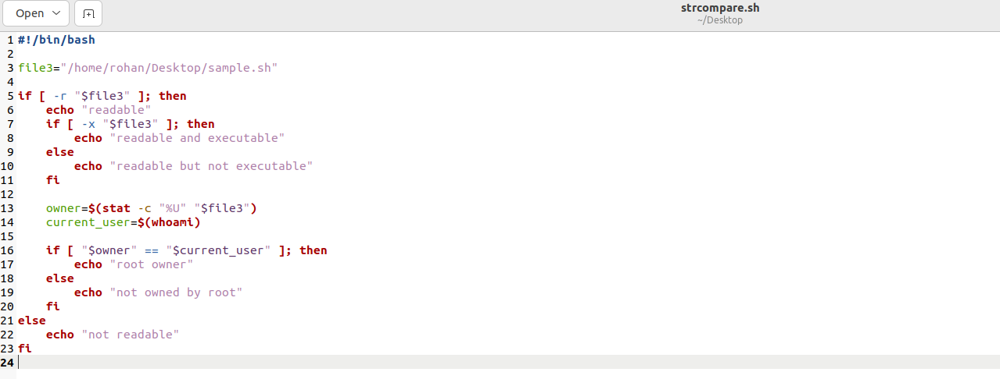 Open
strcompare.sh
~/Desktop
1 #!/bin/bash
2
3 file3="/home/rohan/Desktop/sample.sh"
4
5 if [ -r "$file3" ]; then
6     echo "readable"
7     if [ -x "$file3" ]; then
8         echo "readable and executable"
9     else
10         echo "readable but not executable"
11     fi
12
13     owner=$(stat -c "%U" "$file3")
14     current_user=$(whoami)
15
16     if [ "$owner" == "$current_user" ]; then
17         echo "root owner"
18     else
19         echo "not owned by root"
20     fi
21 else
22     echo "not readable"
23 fi
24